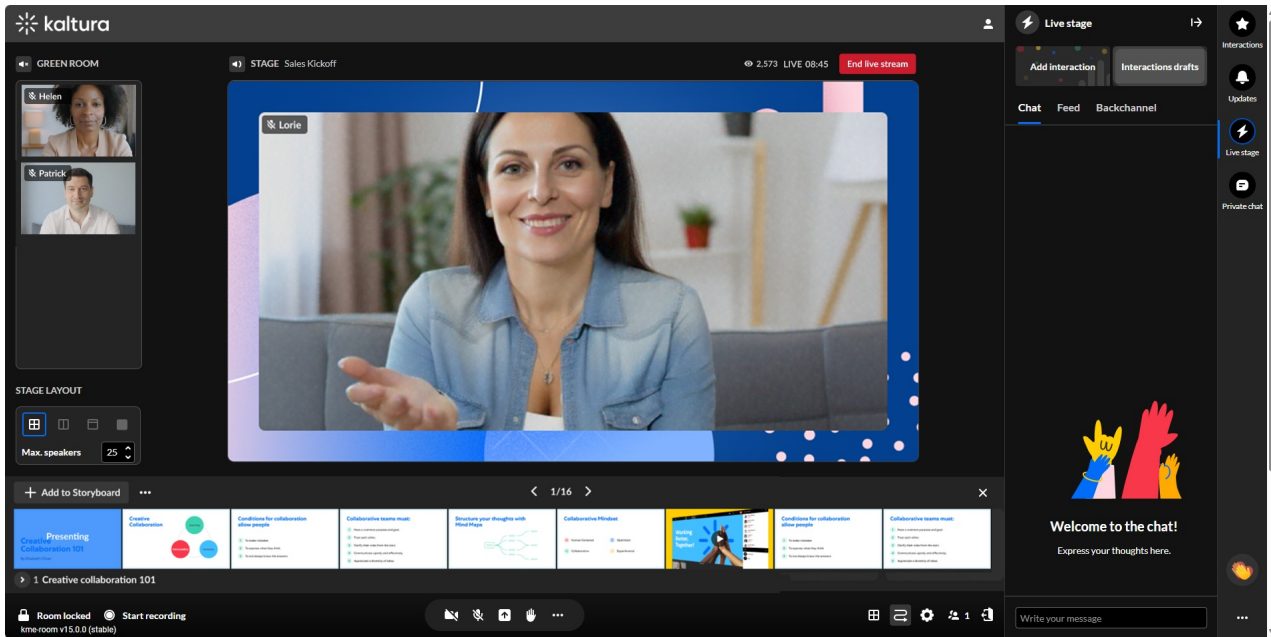 kaltura
GREEN ROOM
Helen
Patrick
STAGE LAYOUT
Max. speakers 25
STAGE Sales Kickoff
2,573 LIVE 08:45 End live stream
Lorie
Add to Storyboard
1/16
Presenting
Creative
Collaboration 101
Creative
Collaboration
Conditions for collaboration
allow people
Collaborative teams must:
Structure your thoughts with
Mind Maps
Collaborative Mindset
Working
Better,
Together!
Conditions for collaboration
allow people
Collaborative teams must:
1 Creative collaboration 101
Room locked Start recording
kme-room v15.0.0 (stable)
1
Live stage
Add interaction Interactions drafts
Chat Feed Backchannel
Welcome to the chat!
Express your thoughts here.
Write your message
Interactions
Updates
Live stage
Private chat